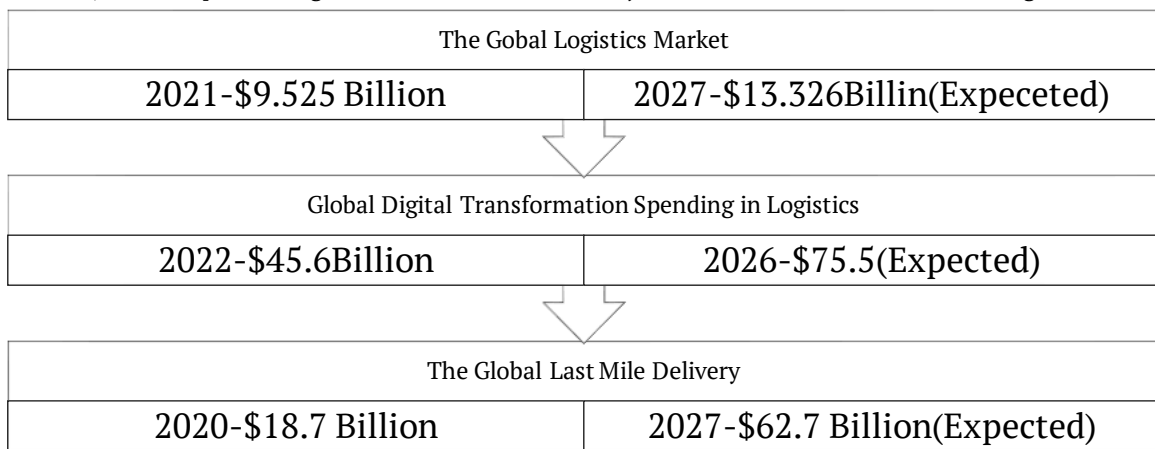 The Gobal Logistics Market
2021-$9.525 Billion
2027-$13.326Billin(Expeceted)
Global Digital Transformation Spending in Logistics
2022-$45.6Billion
2026-$75.5(Expected)
The Global Last Mile Delivery
2020-$18.7 Billion
2027-$62.7 Billion(Expected)